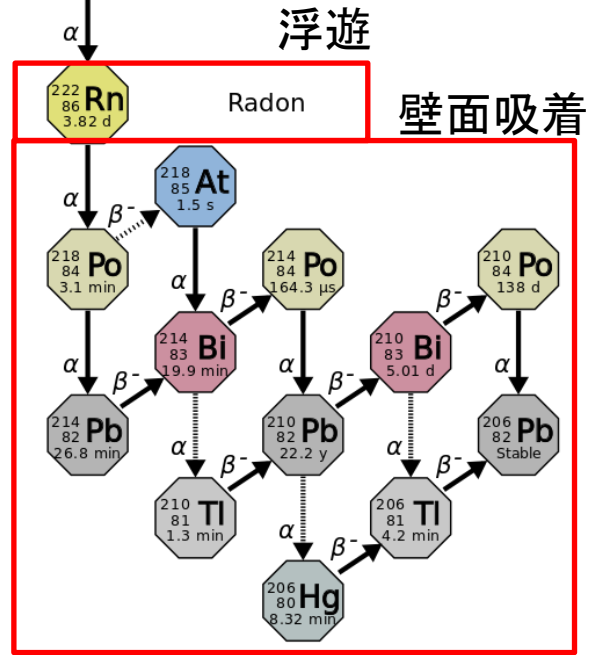 浮遊
α
222
86 Rn
3.82 d
Radon
壁面吸着
α
β-
218
85 At
1.5 s
218
84 Po
3.1 min
α
214
84 Po
164.3 µs
210
84 Po
138 d
β-
β-
α
β-
214
83 Bi
19.9 min
α
β-
210
83 Bi
5.01 d
α
214
82 Pb
26.8 min
α
β-
210
82 Pb
22.2 y
α
β-
206
82 Pb
Stable
210
81 Tl
1.3 min
α
β-
206
81 Tl
4.2 min
206
80 Hg
8.32 min